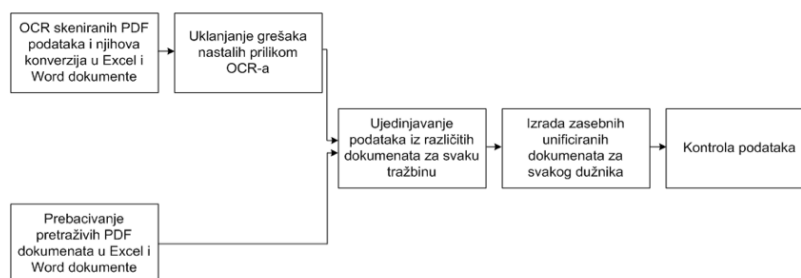 OCR skeniranih PDF
podataka i njihova
konverzija u Excel i
Word dokumente
Uklanjanje grešaka
nastalih prilikom
OCR-a
Ujedinjavanje
podataka iz različitih
dokumenata za svaku
tražbinu
Izrada zasebnih
unificiranih
dokumenata za
svakog dužnika
Kontrola podataka
Prebacivanje
pretraživih PDF
dokumenata u Excel i
Word dokumente